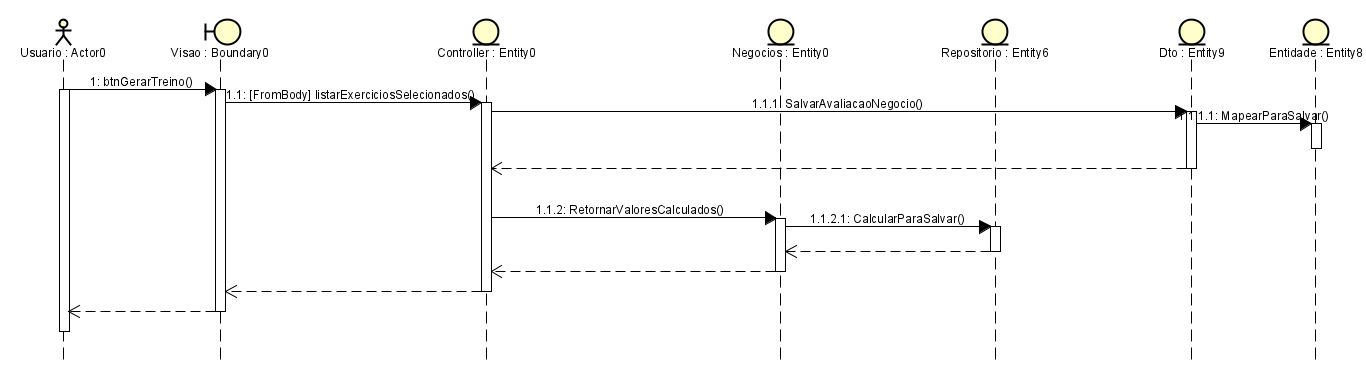 Usuario : Actor0
Visao : Boundary0
Controller : Entity0
Negocios : Entity0
Repositorio : Entity6
Dto : Entity9
Entidade : Entity8
1: btnGerarTreino()
1.1: [FromBody] listarExerciciosSelecionados()
1.1.1: SalvarAvaliacaoNegocio()
1.1.1.1: MapearParaSalvar()
1.1.2: RetornarValoresCalculados()
1.1.2.1: CalcularParaSalvar()